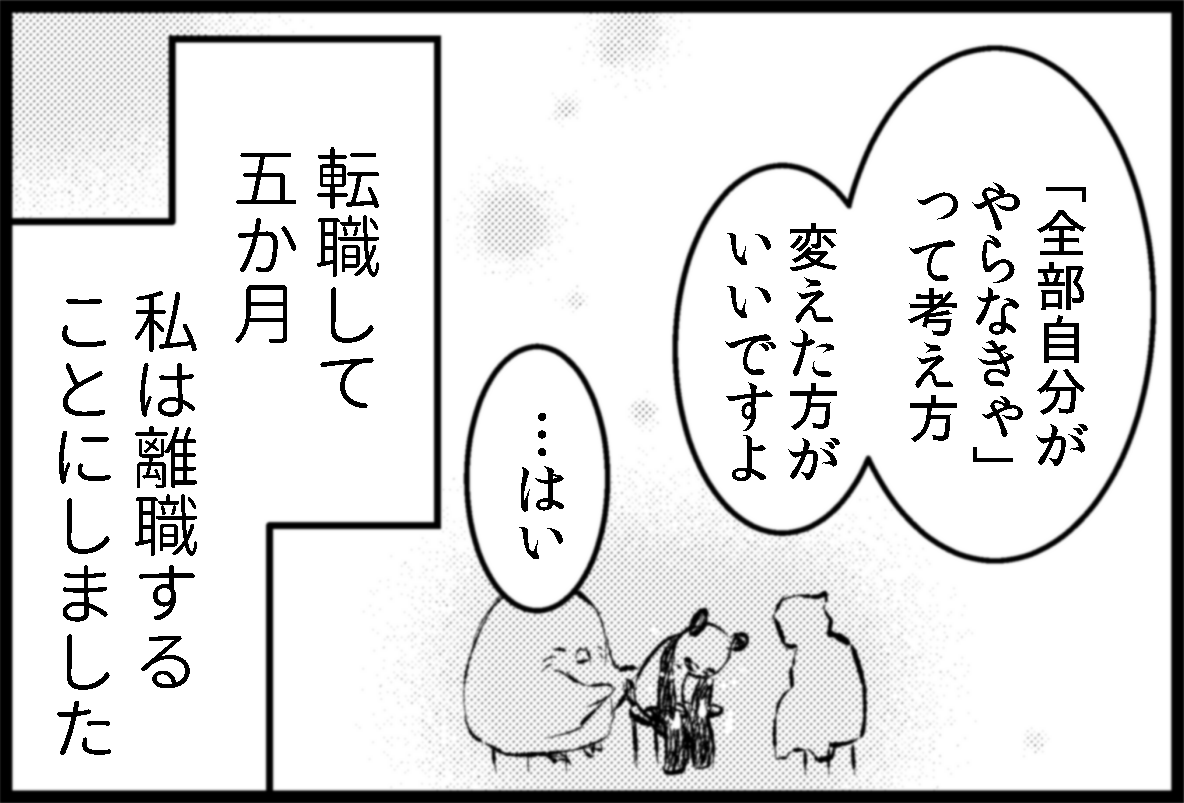 「全部自分が
やらなきゃ」
って考え方
変えた方が
いいですよ
…はい
転職して
五か月
私は離職する
ことにしました